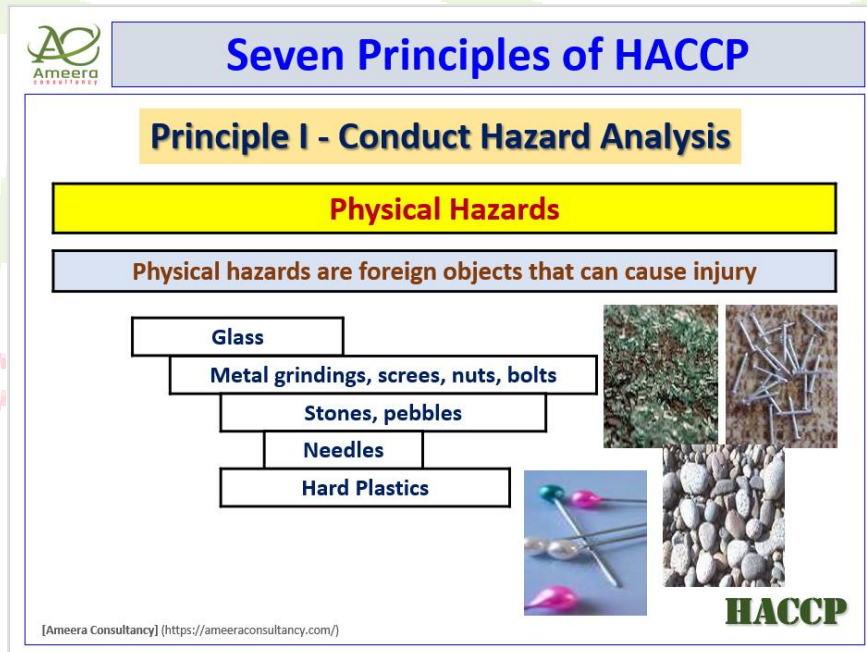 Ameera
consultancy
Seven Principles of HACCP
Principle I - Conduct Hazard Analysis
Physical Hazards
Physical hazards are foreign objects that can cause injury
Glass
Metal grindings, screes, nuts, bolts
Stones, pebbles
Needles
Hard Plastics
HACCP
[Ameera Consultancy] (https://ameeraconsultancy.com/)